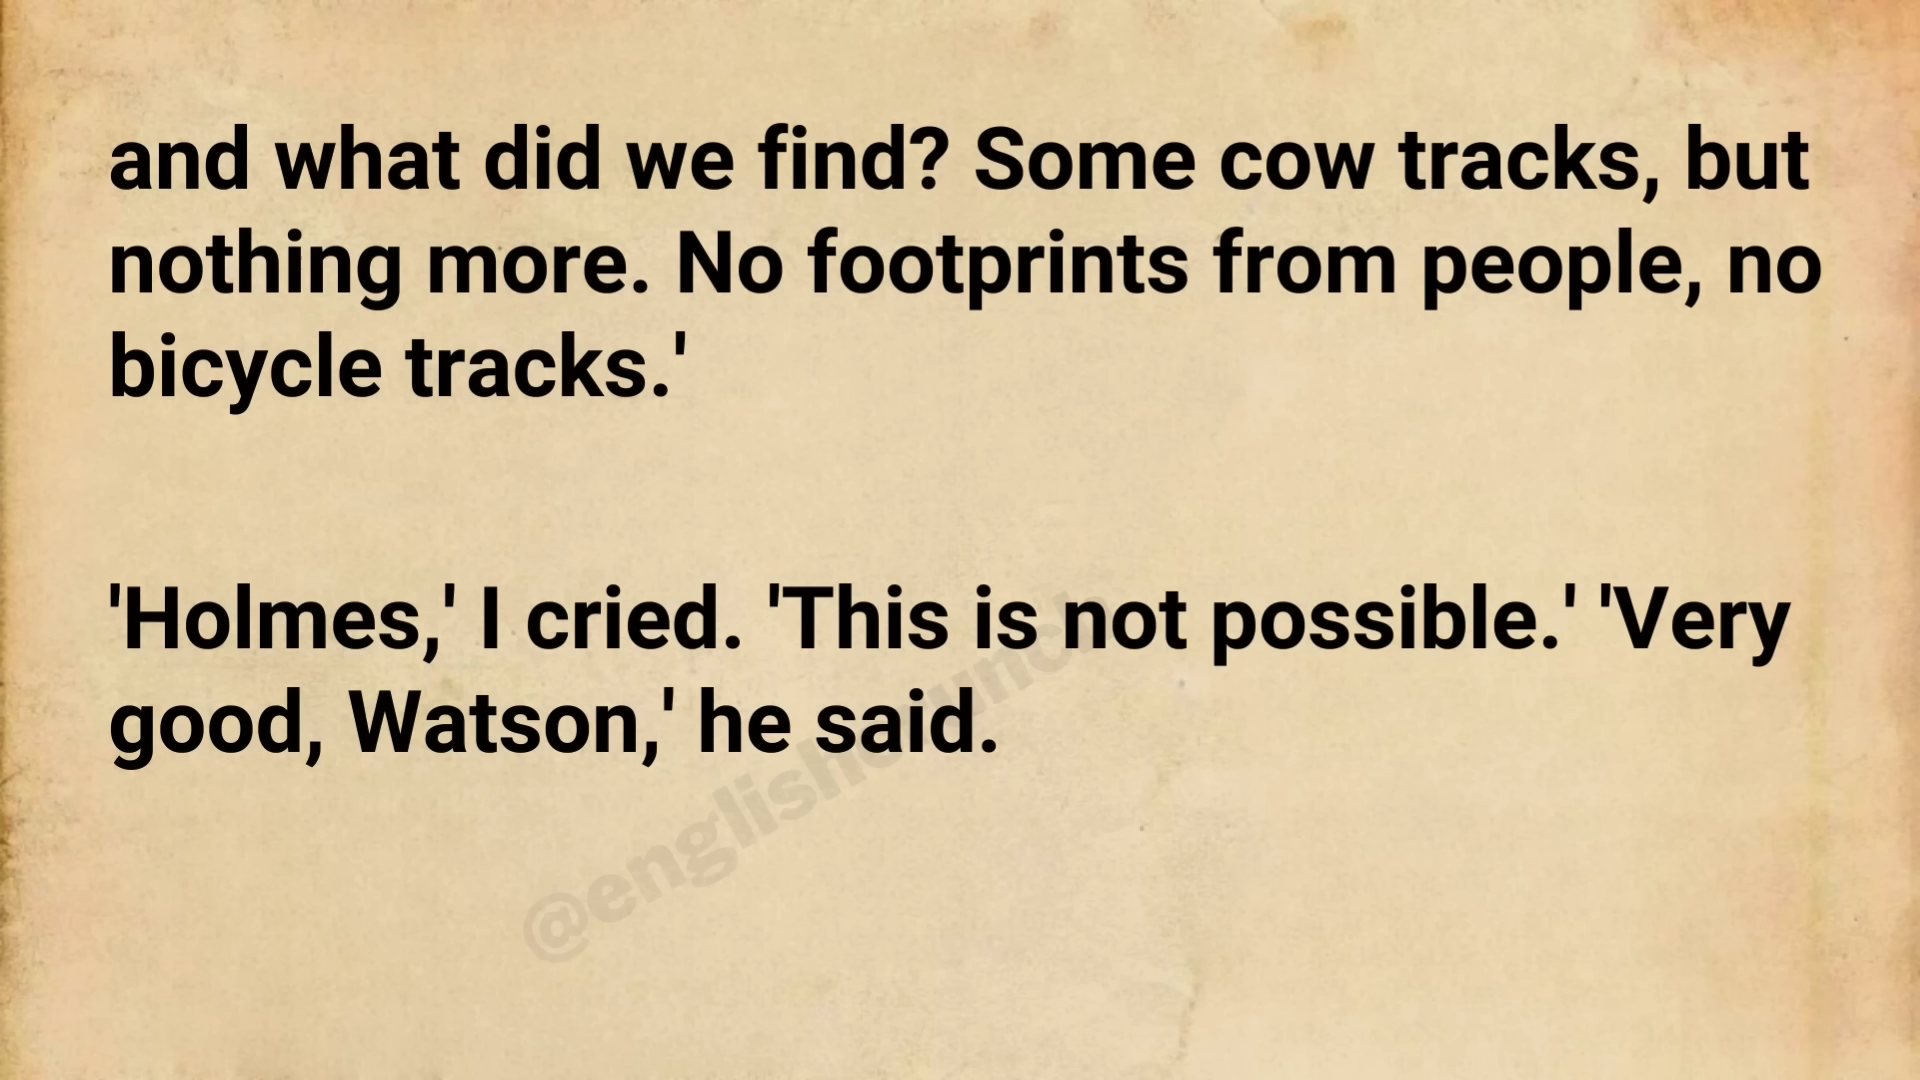 and what did we find? Some cow tracks, but
nothing more. No footprints from people, no
bicycle tracks.'
'Holmes,' I cried. 'This is not possible.' 'Very
good, Watson,' he said.